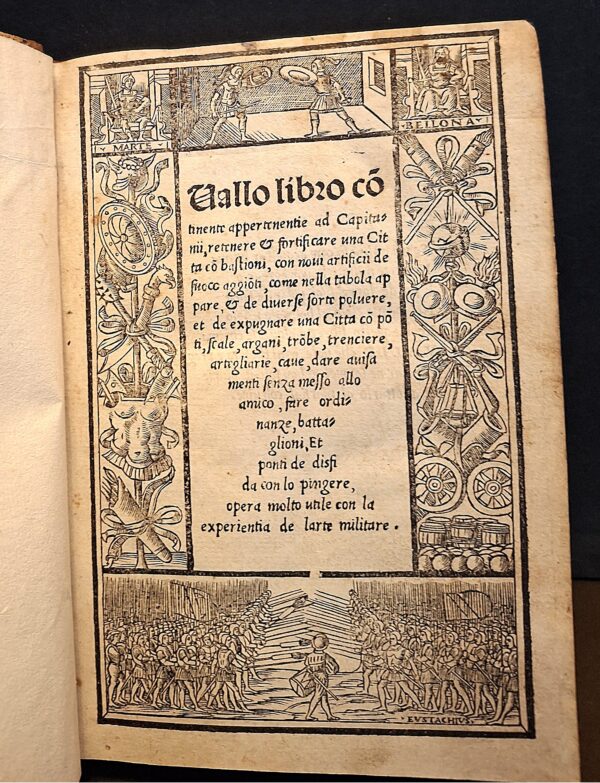 MARTE
BELLONA
Uallo libro cõ
tinente appertenentie ad Capita-
nii, retenere & fortificare una Cit
ta cõ bastioni, con noui artificii de
fuoco aggiõti, come nella tabola ap
pare, & de diuerse sorte poluere,
et de expugnare una Citta cõ põ
ti, scale, argani, trõbe, trenciere,
artegliarie, caue, dare auisa
menti senza messo allo
amico, fare ordi-
nanze, batta-
glioni, Et
ponti de disfi
da con lo pingere,
opera molto utile con la
experientia de larte militare.
EUSTACHIUS